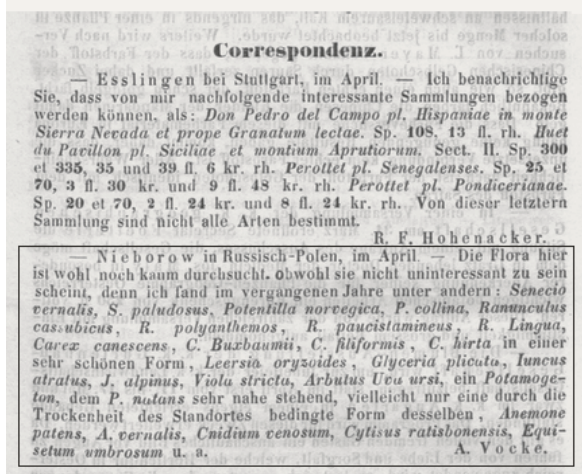 Correspondenz.
— Esslingen bei Stuttgart, im April. — Ich benachrichtige
Sie, dass von mir nachfolgende interessante Sammlungen bezogen
werden können, als: Don Pedro del Campo pl. Hispaniae in monte
Sierra Nevada et prope Granatum lectae. Sp. 108, 13 fl. rh. Huet
du Pavillon pl. Siciliae et montium Aprutiorum. Sect. II. Sp. 300
et 335, 35 und 39 fl. 6 kr. rh. Perottet pl. Senegalenses. Sp. 25 et
70, 3 fl. 30 kr. und 9 fl. 48 kr. rh. Perottet pl. Pondicerianae.
Sp. 20 et 70, 2 fl. 24 kr und 8 fl. 24 kr. rh. Von dieser letztern
Sammlung sind nicht alle Arten bestimmt.
R. F. Hohenacker.
— Nieborow in Russisch-Polen, im April. — Die Flora hier
ist wohl noch kaum durchsucht. obwohl sie nicht uninteressant zu sein
scheint, denn ich fand im vergangenen Jahre unter andern: Senecio
vernalis, S. paludosus, Potentilla norvegica, P. collina, Ranunculus
cassubicus, R. polyanthemos, R. paucistamineus, R. Lingua,
Carex canescens, C. Buxbaumii, C. filiformis, C. hirta in einer
sehr schönen Form, Leersia oryzoides, Glyceria plicata, Iuncus
atratus, J. alpinus, Viola stricta, Arbutus Uva ursi, ein Potamoge-
ton, dem P. natans sehr nahe stehend, vielleicht nur eine durch die
Trockenheit des Standortes bedingte Form desselben, Anemone
patens, A. vernalis, Cnidium venosum, Cytisus ratisbonensis, Equi-
setum umbrosum u. a.
A. Vocke.